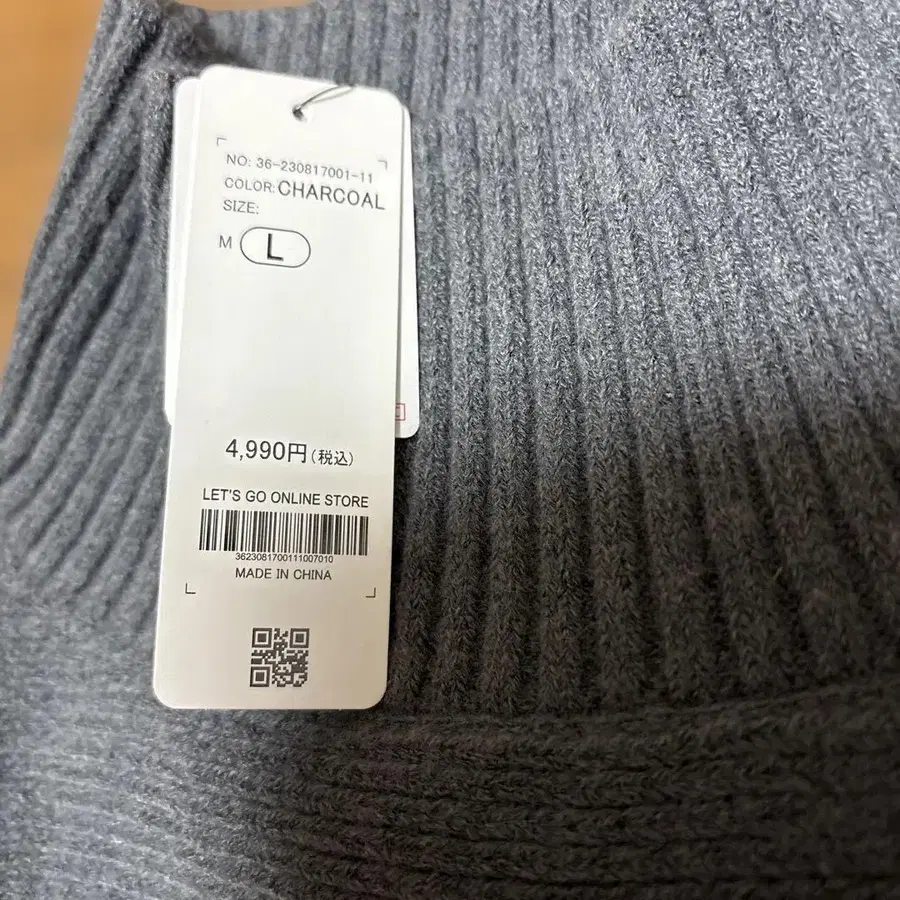 NO: 36-230817001-11
COLOR: CHARCOAL
SIZE:
M L
4,990円(税込)
LET'S GO ONLINE STORE
3623081700111007010
MADE IN CHINA